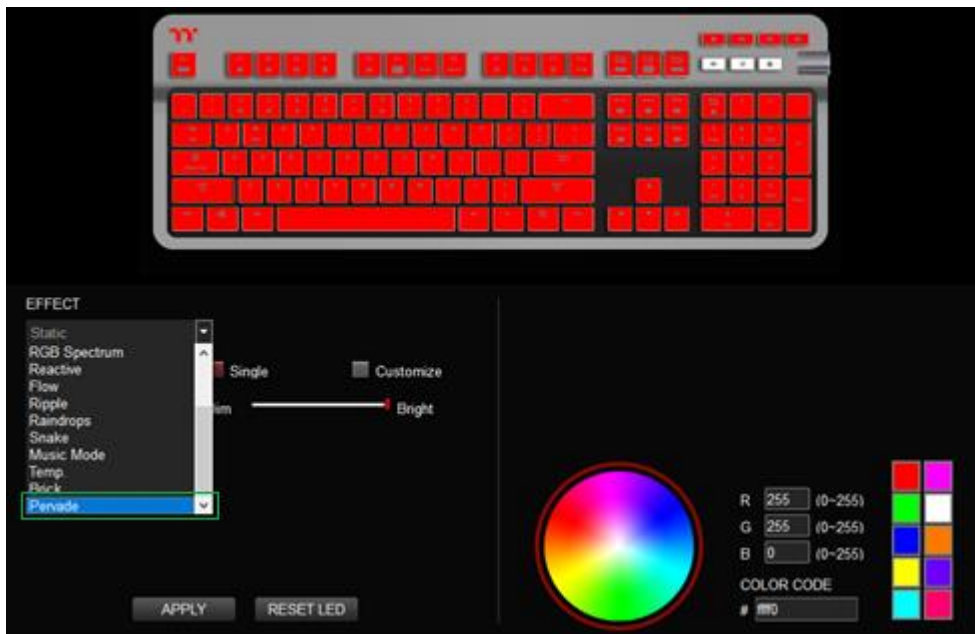 EFFECT
Static
RGB Spectrum
Reactive
Flow
Ripple
Raindrops
Snake
Music Mode
Temp.
Brick
Pervade
Single
Customize
Bright
R 255 (0~255)
G 255 (0~255)
B 0 (0~255)
COLOR CODE
#
APPLY
RESET LED